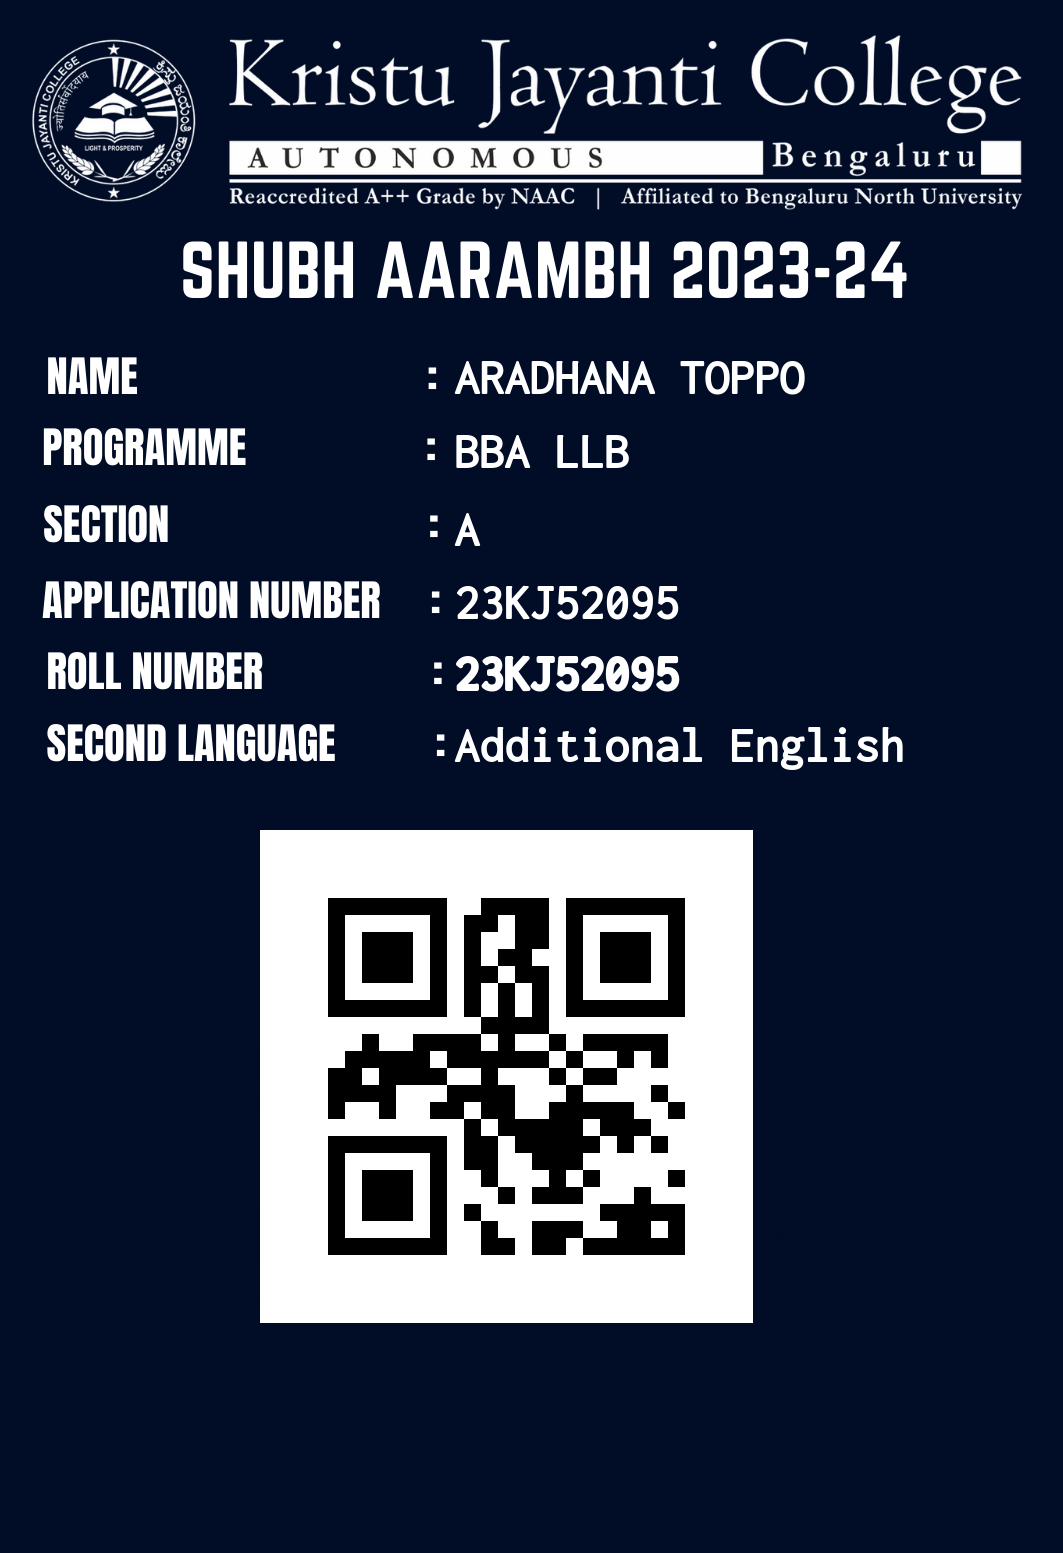 Kristu Jayanti College
AUTONOMOUS Bengaluru
Reaccredited A++ Grade by NAAC | Affiliated to Bengaluru North University
KRISTU JAYANTI COLLEGE
LIGHT & PROSPERITY
SHUBH AARAMBH 2023-24
NAME : ARADHANA TOPPO
PROGRAMME : BBA LLB
SECTION : A
APPLICATION NUMBER : 23KJ52095
ROLL NUMBER : 23KJ52095
SECOND LANGUAGE : Additional English